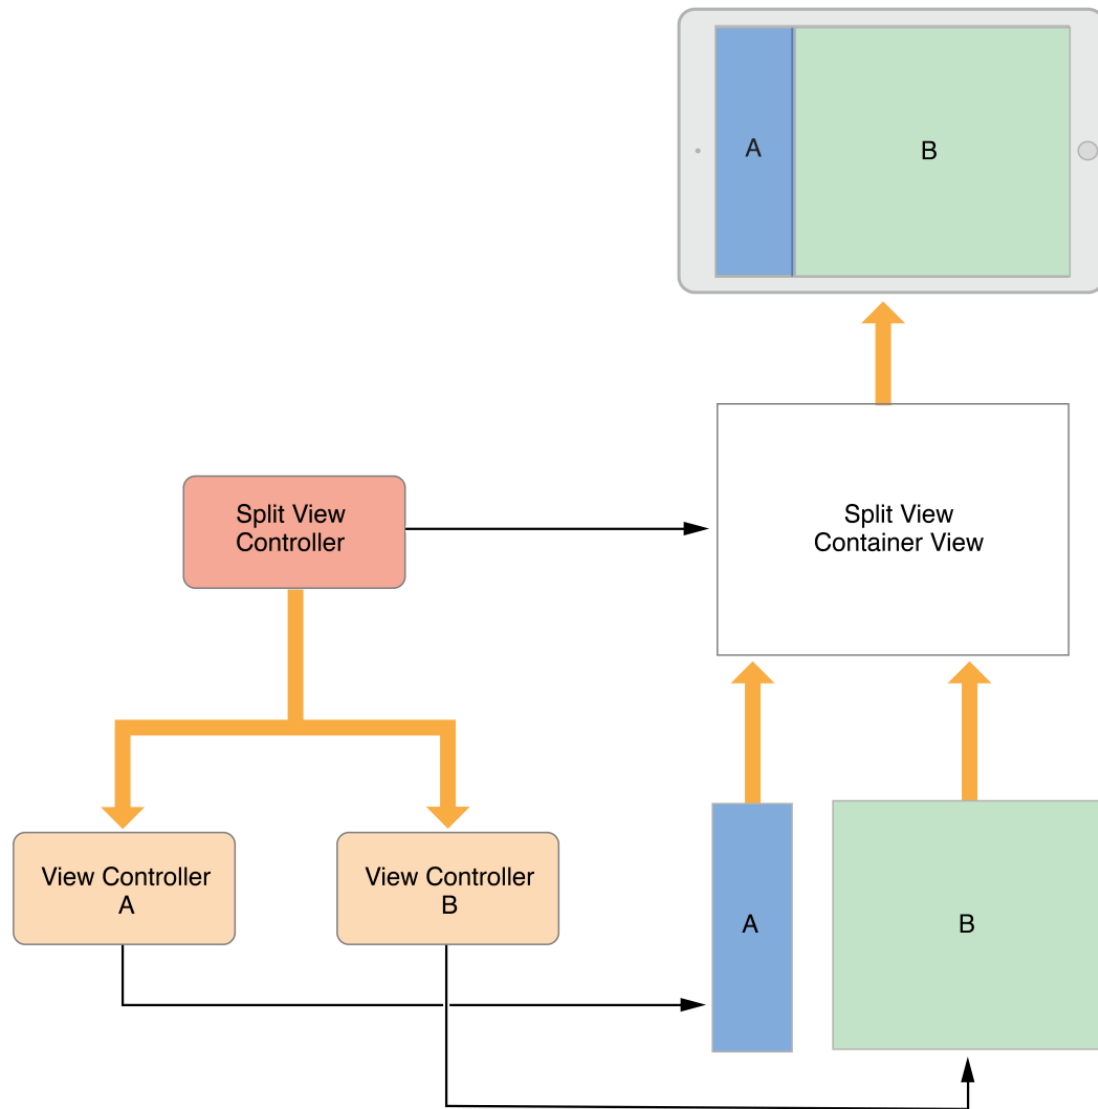 A
B
Split View
Controller
Split View
Container View
View Controller
A
View Controller
B
A
B